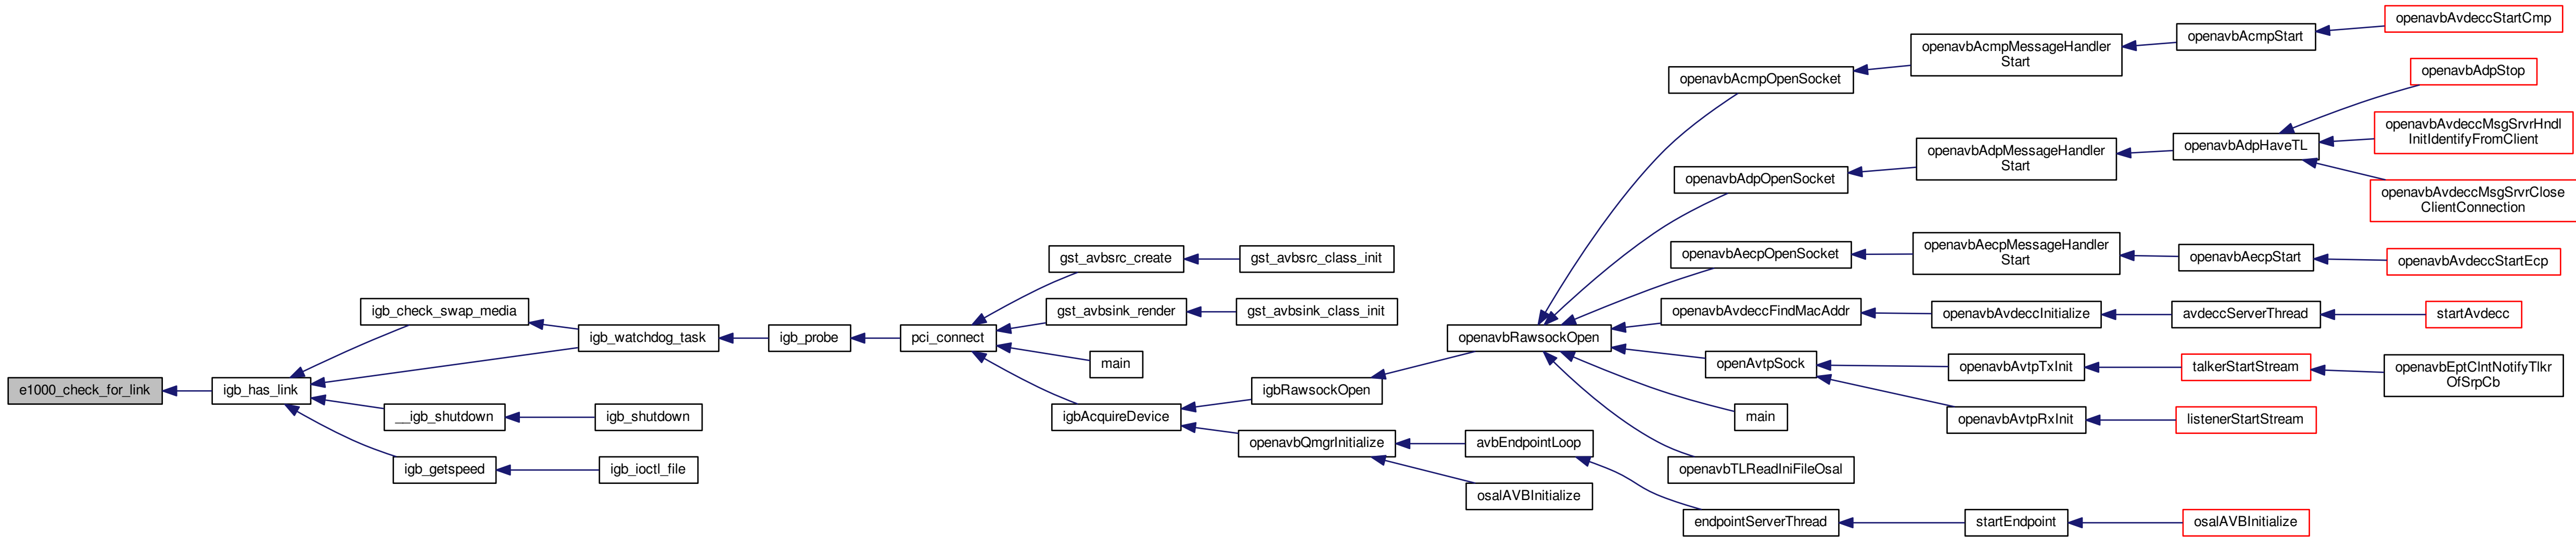 e1000_check_for_link
igb_has_link
igb_check_swap_media
__igb_shutdown
igb_getspeed
igb_watchdog_task
igb_shutdown
igb_ioctl_file
igb_probe
pci_connect
gst_avbsrc_create
gst_avbsink_render
main
igbAcquireDevice
gst_avbsrc_class_init
gst_avbsink_class_init
igbRawsockOpen
openavbQmgrInitialize
openavbRawsockOpen
avbEndpointLoop
osalAVBInitialize
openavbAcmpOpenSocket
openavbAdpOpenSocket
openavbAecpOpenSocket
openavbAvdeccFindMacAddr
openAvtpSock
main
openavbTLReadIniFileOsal
endpointServerThread
openavbAcmpMessageHandler
Start
openavbAdpMessageHandler
Start
openavbAecpMessageHandler
Start
openavbAvdeccInitialize
openavbAvtpTxInit
openavbAvtpRxInit
startEndpoint
openavbAcmpStart
openavbAdpHaveTL
openavbAecpStart
avdeccServerThread
talkerStartStream
listenerStartStream
osalAVBInitialize
openavbAvdeccStartCmp
openavbAdpStop
openavbAvdeccMsgSrvrHndl
InitIdentifyFromClient
openavbAvdeccMsgSrvrClose
ClientConnection
openavbAvdeccStartEcp
startAvdecc
openavbEptClntNotifyTlkr
OfSrpCb